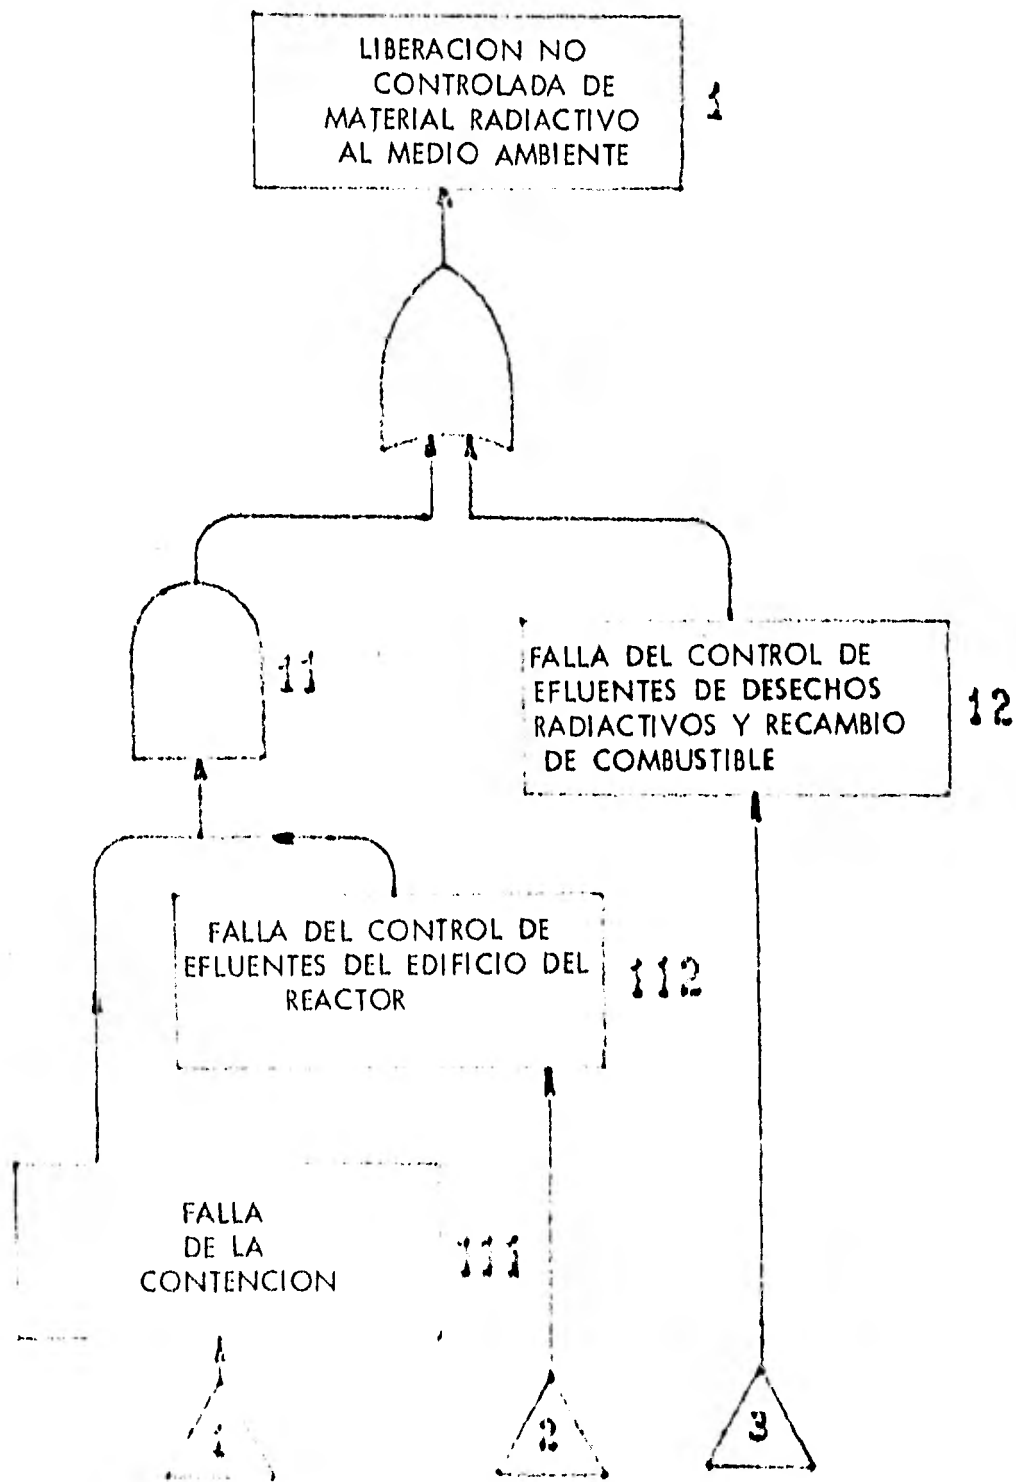 LIBERACION NO
CONTROLADA DE
MATERIAL RADIACTIVO
AL MEDIO AMBIENTE
1
11
FALLA DEL CONTROL DE
EFLUENTES DE DESECHOS
RADIACTIVOS Y RECAMBIO
DE COMBUSTIBLE
12
FALLA DEL CONTROL DE
EFLUENTES DEL EDIFICIO DEL
REACTOR
112
FALLA
DE LA
CONTENCION
111
1
2
3